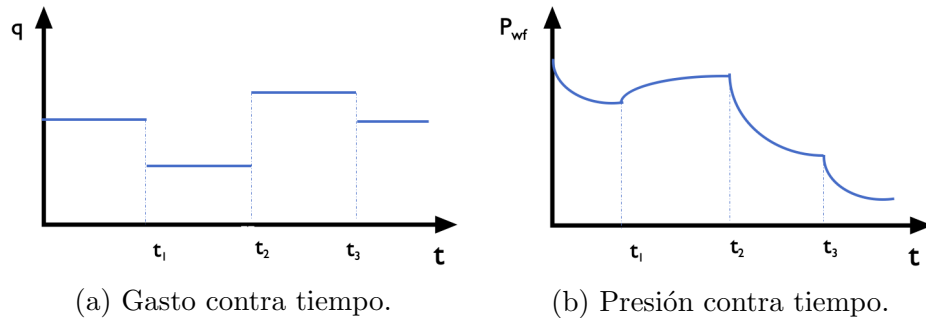 q
t₁
t₂
t₃
t
(a) Gasto contra tiempo.
P_wf
t₁
t₂
t₃
t
(b) Presión contra tiempo.